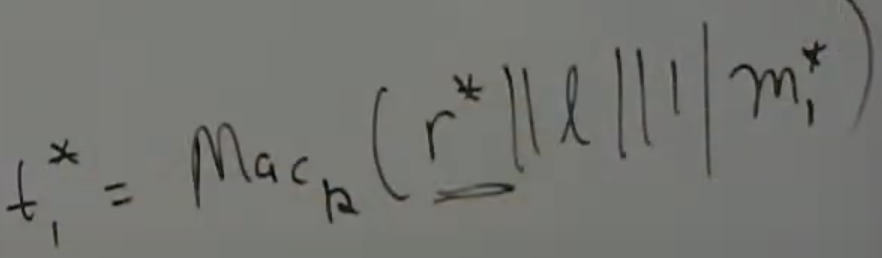 t₁* = Mac_k ( r* || l || 1 | m₁* )